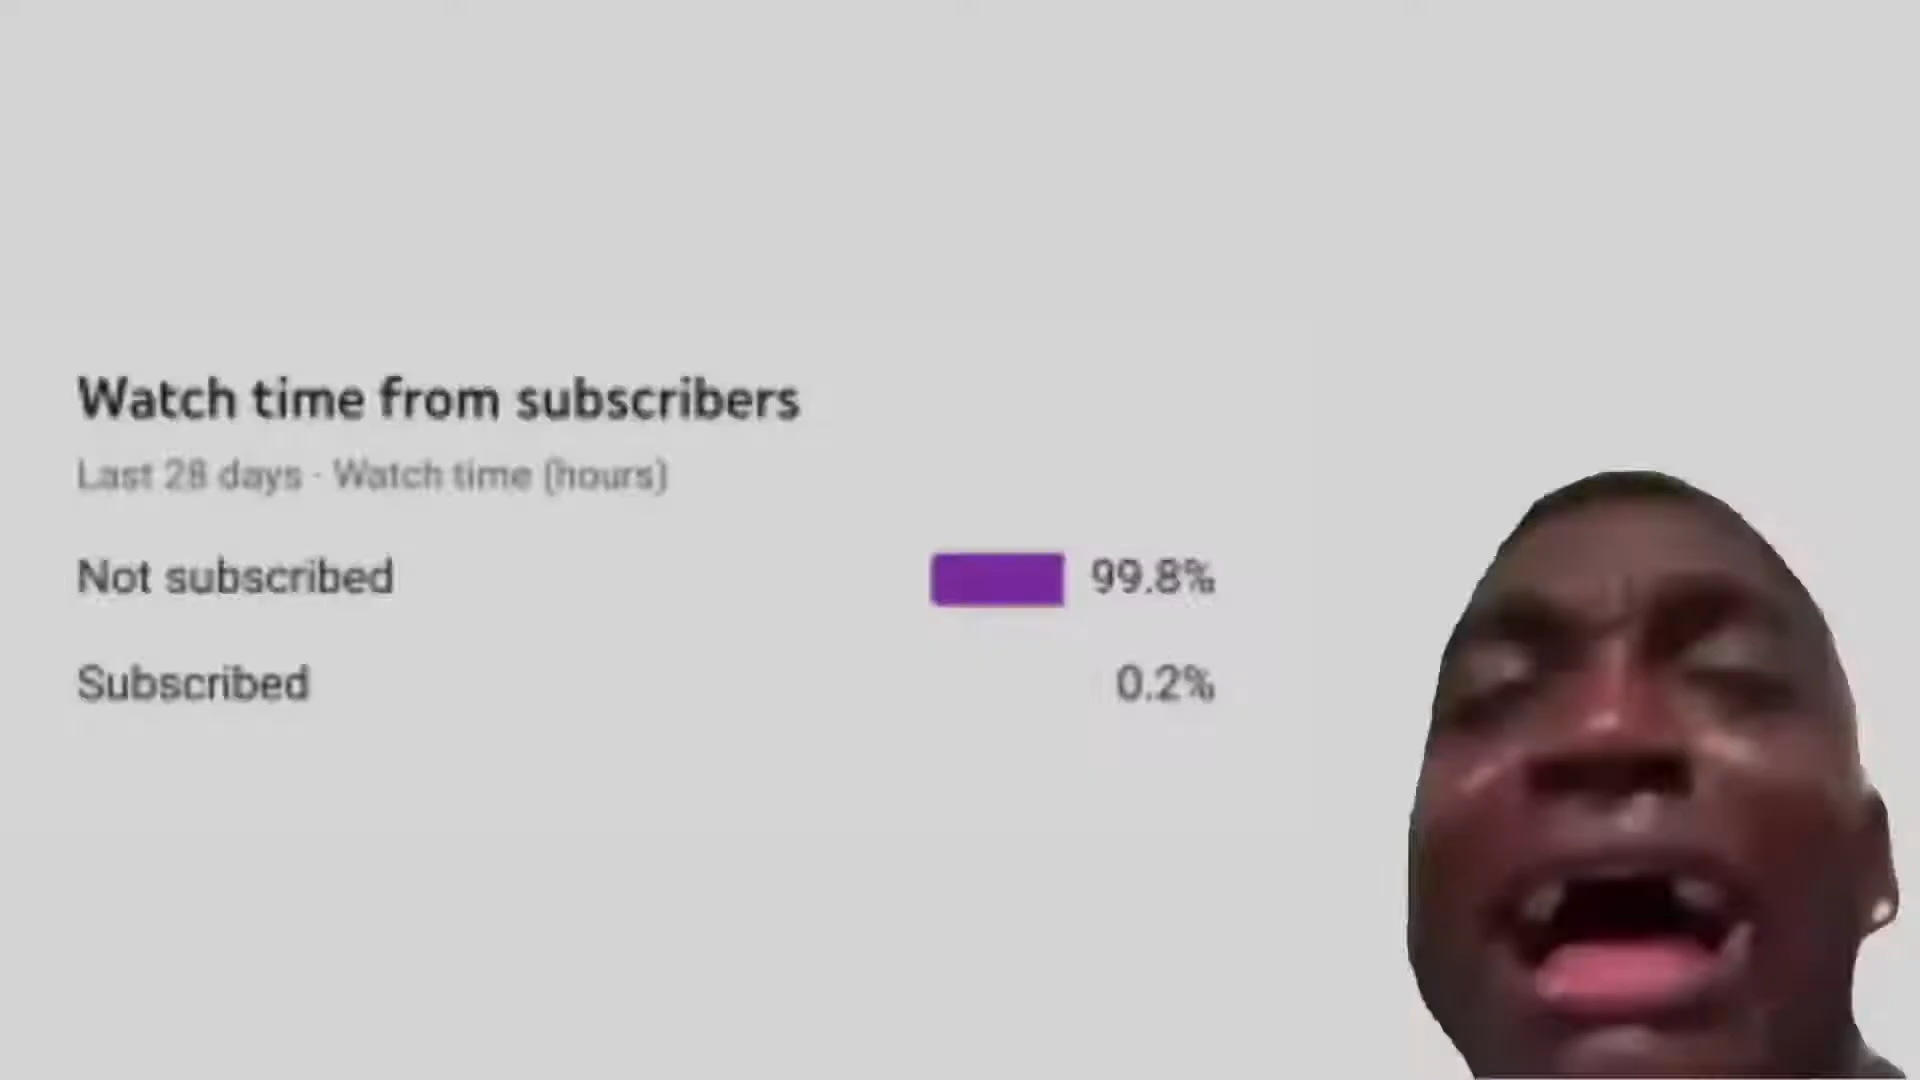 Watch time from subscribers
Last 28 days · Watch time (hours)
Not subscribed 99.8%
Subscribed 0.2%